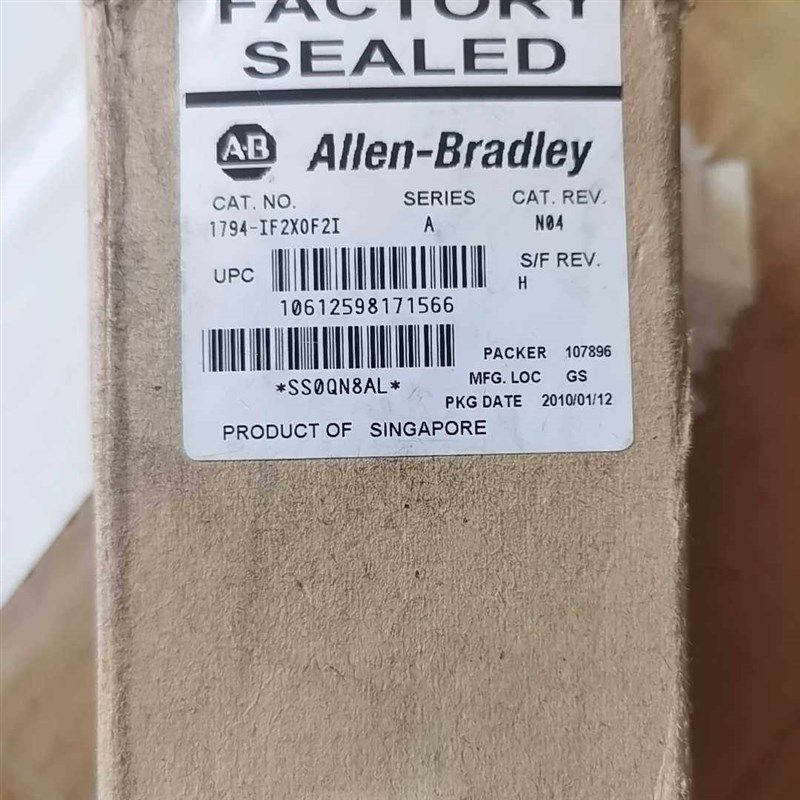 FACTORY
SEALED
A·B Allen-Bradley
CAT. NO. SERIES CAT. REV.
1794-IF2XOF2I A N04
UPC S/F REV.
H
10612598171566
PACKER 107896
*SS0QN8AL* MFG. LOC GS
PKG DATE 2010/01/12
PRODUCT OF SINGAPORE